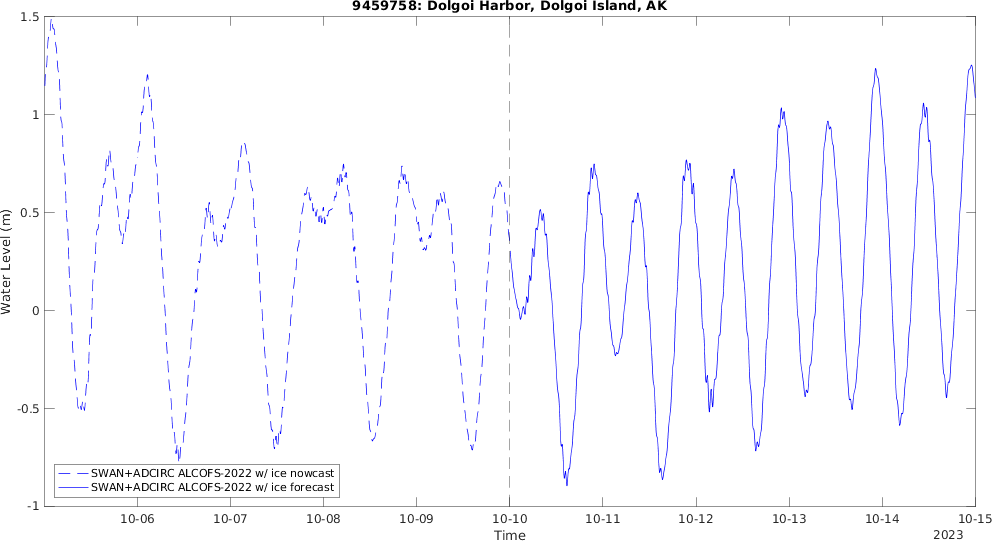 9459758: Dolgoi Harbor, Dolgoi Island, AK
Water Level (m)
1.5
1
0.5
0
-0.5
-1
SWAN+ADCIRC ALCOFS-2022 w/ ice nowcast
SWAN+ADCIRC ALCOFS-2022 w/ ice forecast
10-06 10-07 10-08 10-09 10-10 10-11 10-12 10-13 10-14 10-15
Time
2023